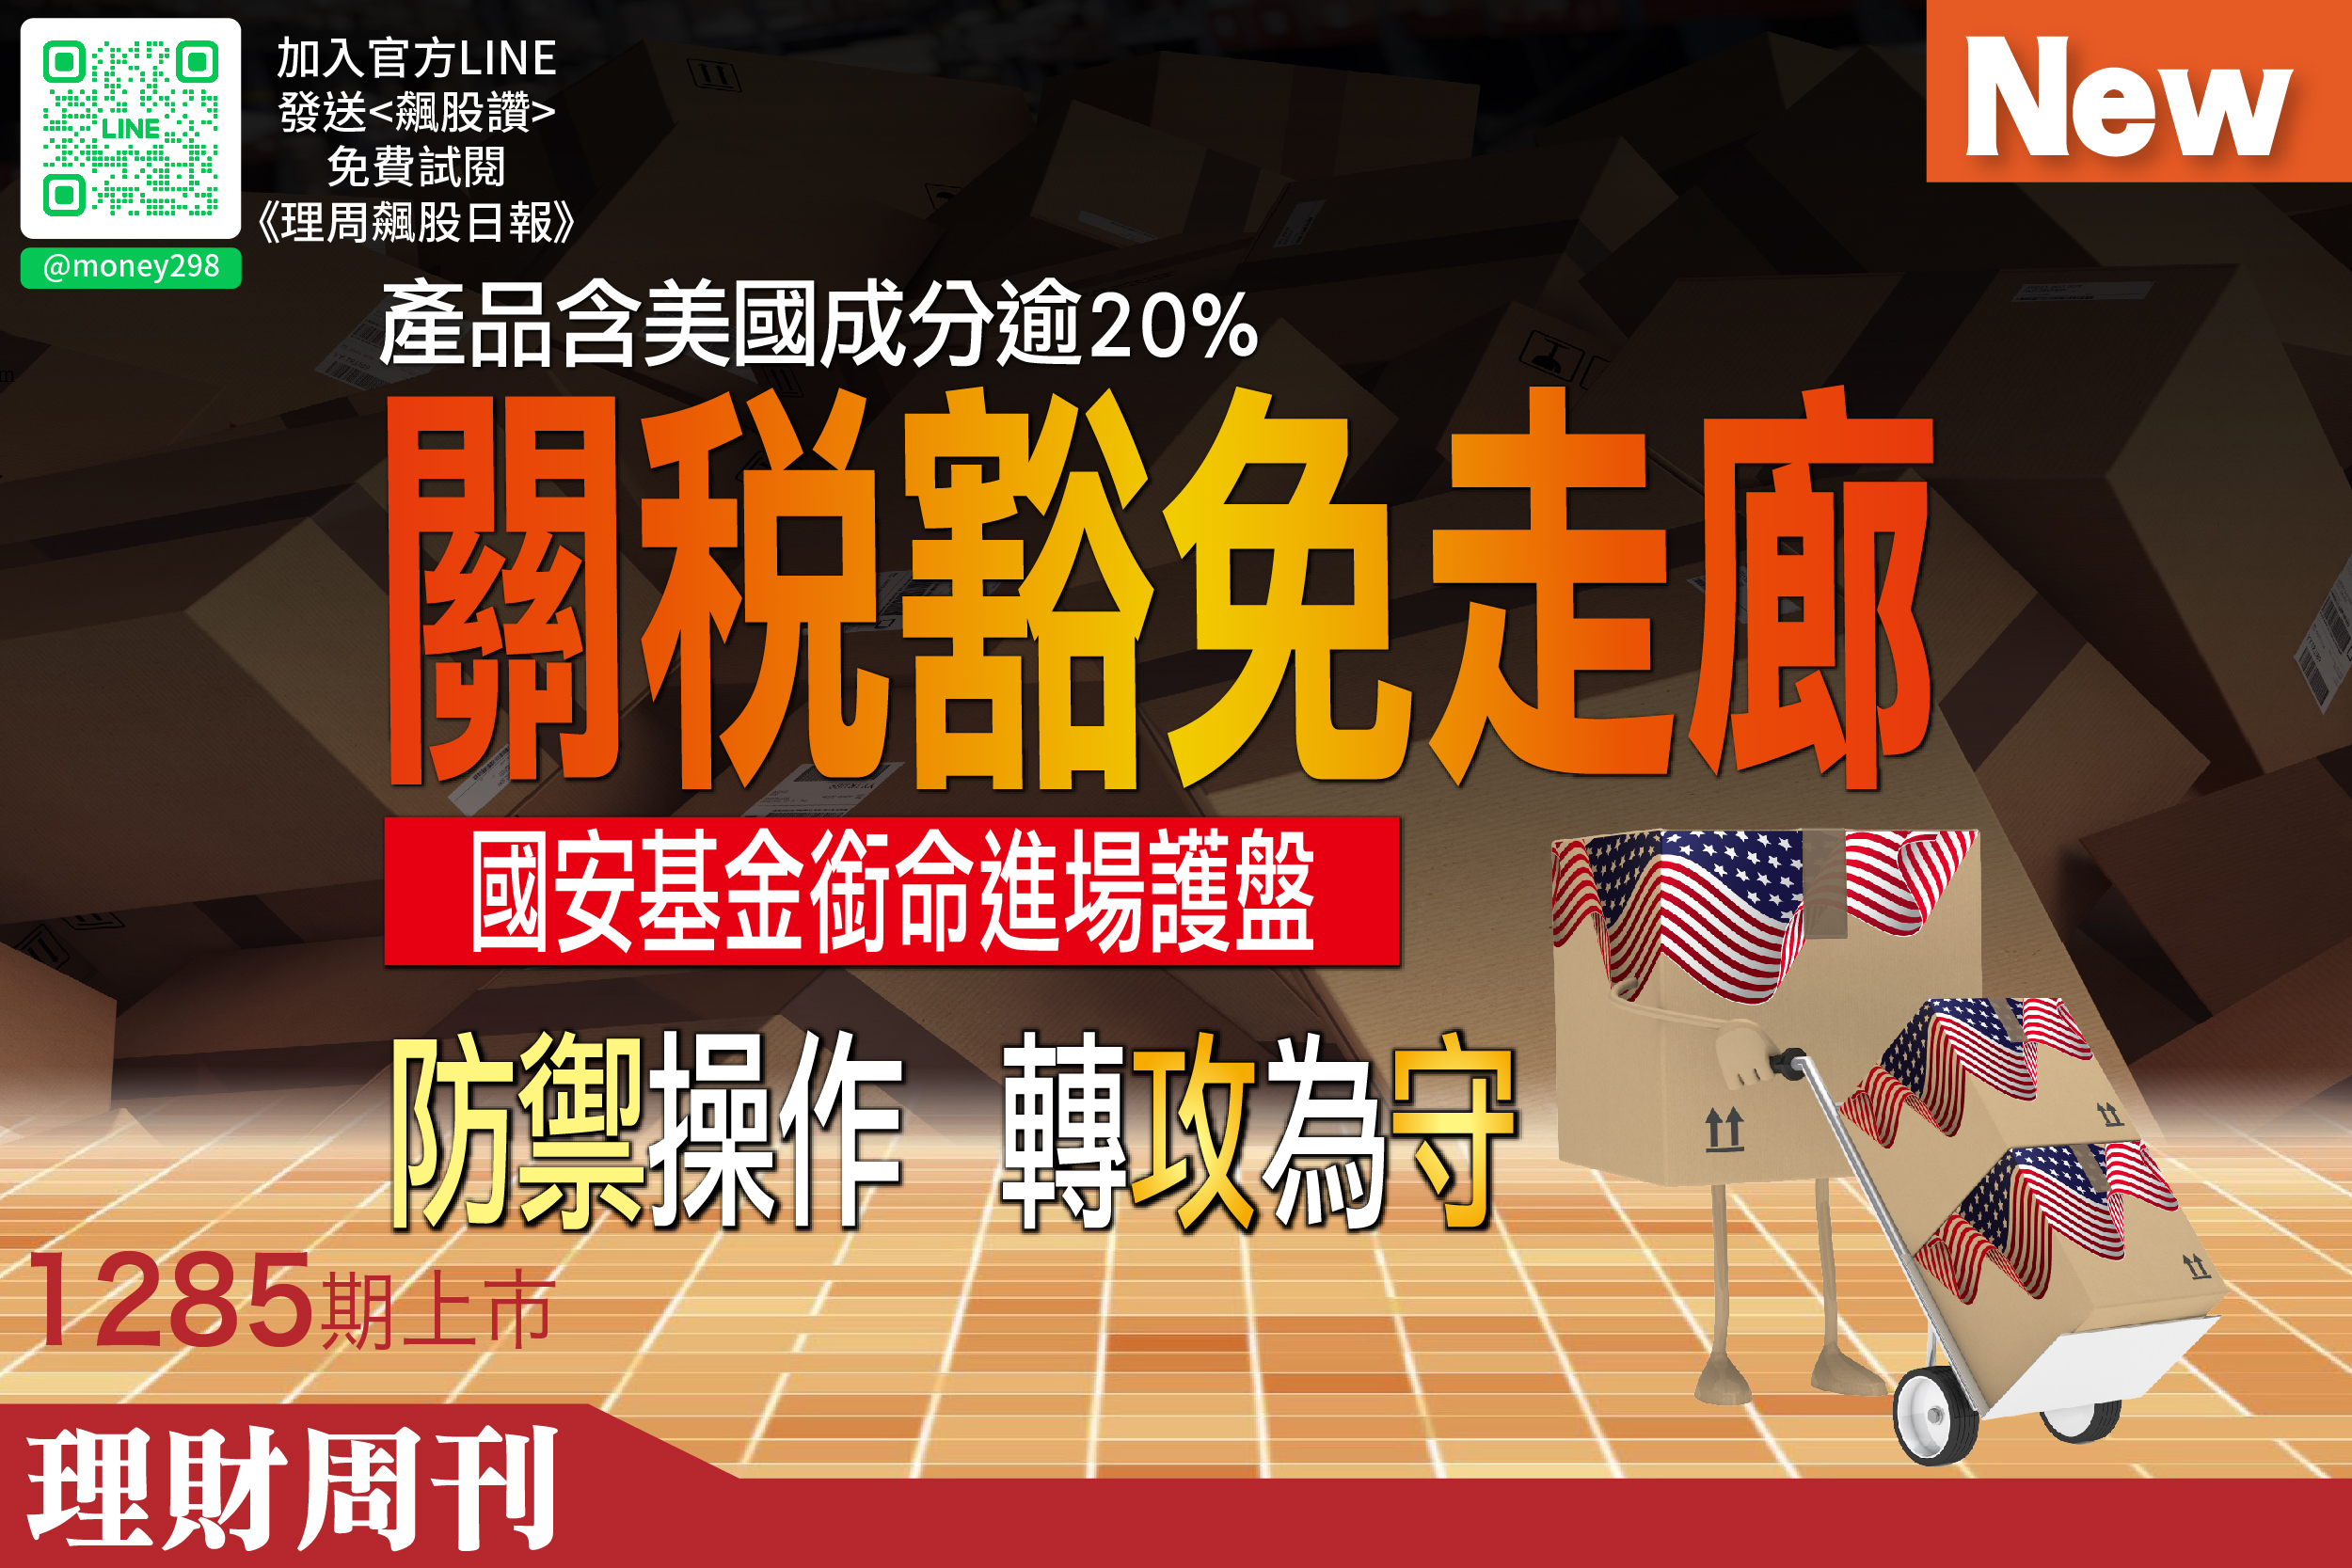 加入官方LINE
發送<飆股讚>
免費試閱
《理周飆股日報》
LINE
@money298
New
產品含美國成分逾20%
關稅豁免走廊
國安基金銜命進場護盤
防禦操作 轉攻為守
1285期上市
理財周刊